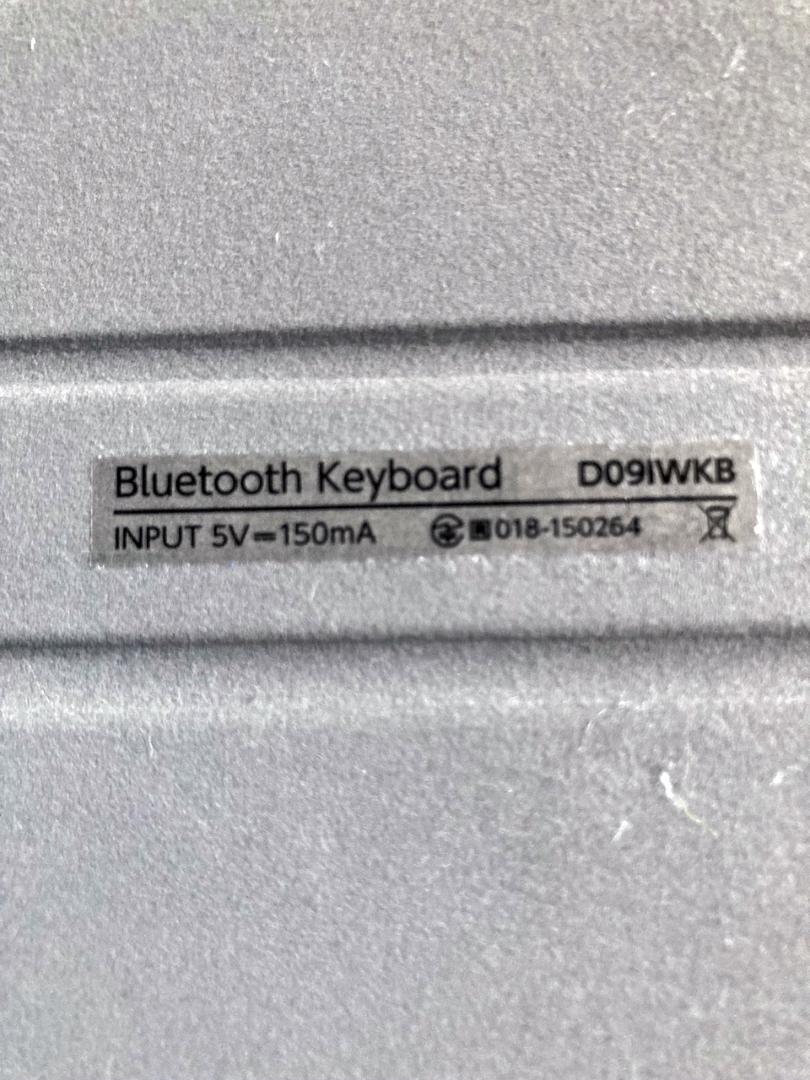 Bluetooth Keyboard D09IWKB
INPUT 5V⎓150mA R 018-150264